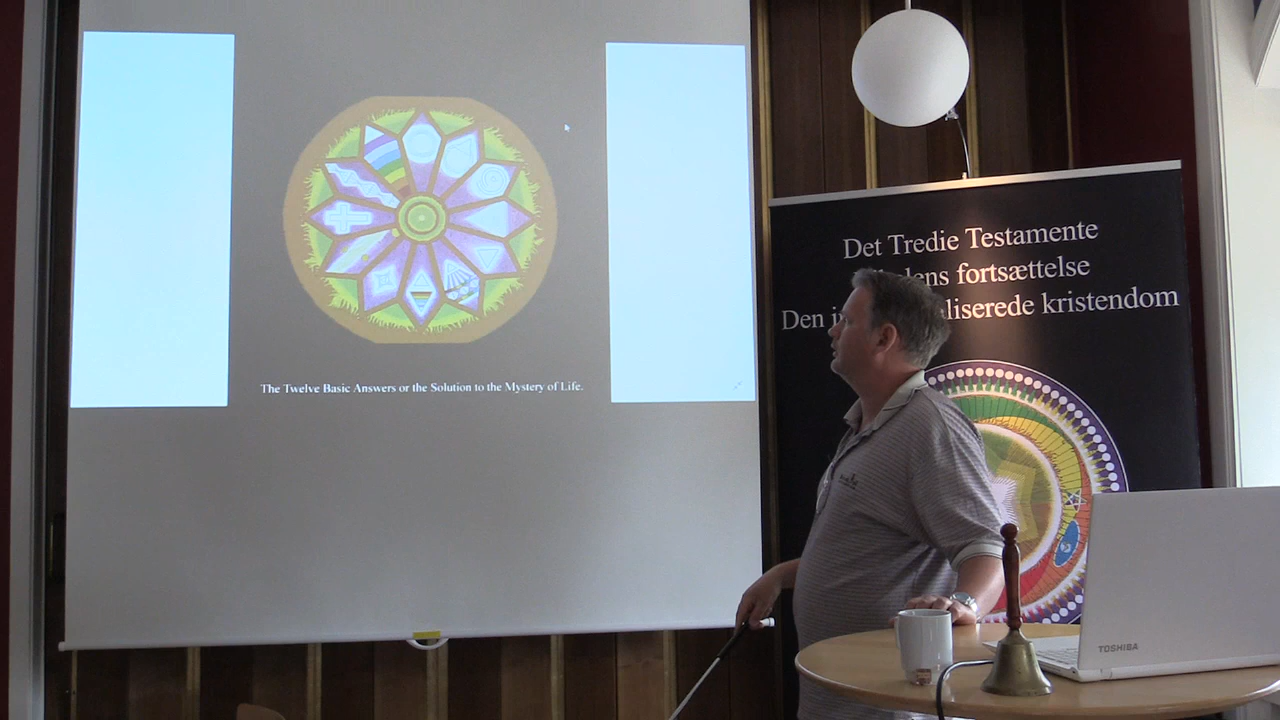 The Twelve Basic Answers or the Solution to the Mystery of Life.
Det Tredie Testamente
fortsættelse
Den kristendom
TOSHIBA